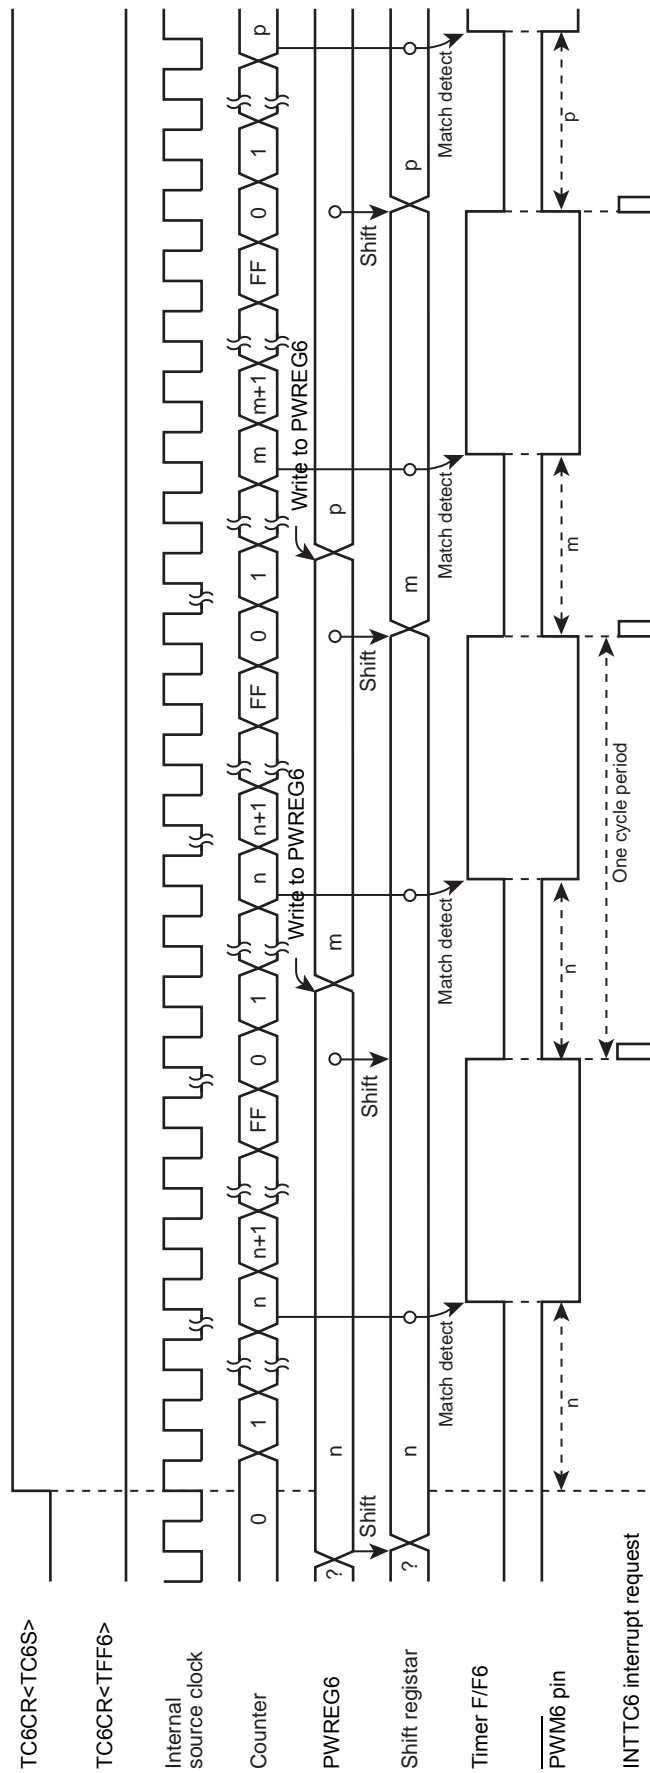 TC6CR<TC6S>
TC6CR<TFF6>
Internal
source clock
Counter 0 1 n n+1 FF 0 1 n n+1 FF 0 1 m m+1 FF 0 1 p
Write to PWREG6 Write to PWREG6
PWREG6 ? n m p
Shift Shift Shift Shift
Shift registar ? n m p
Match detect Match detect Match detect Match detect
Timer F/F6
PWM6 pin n n m p
One cycle period
INTTC6 interrupt request